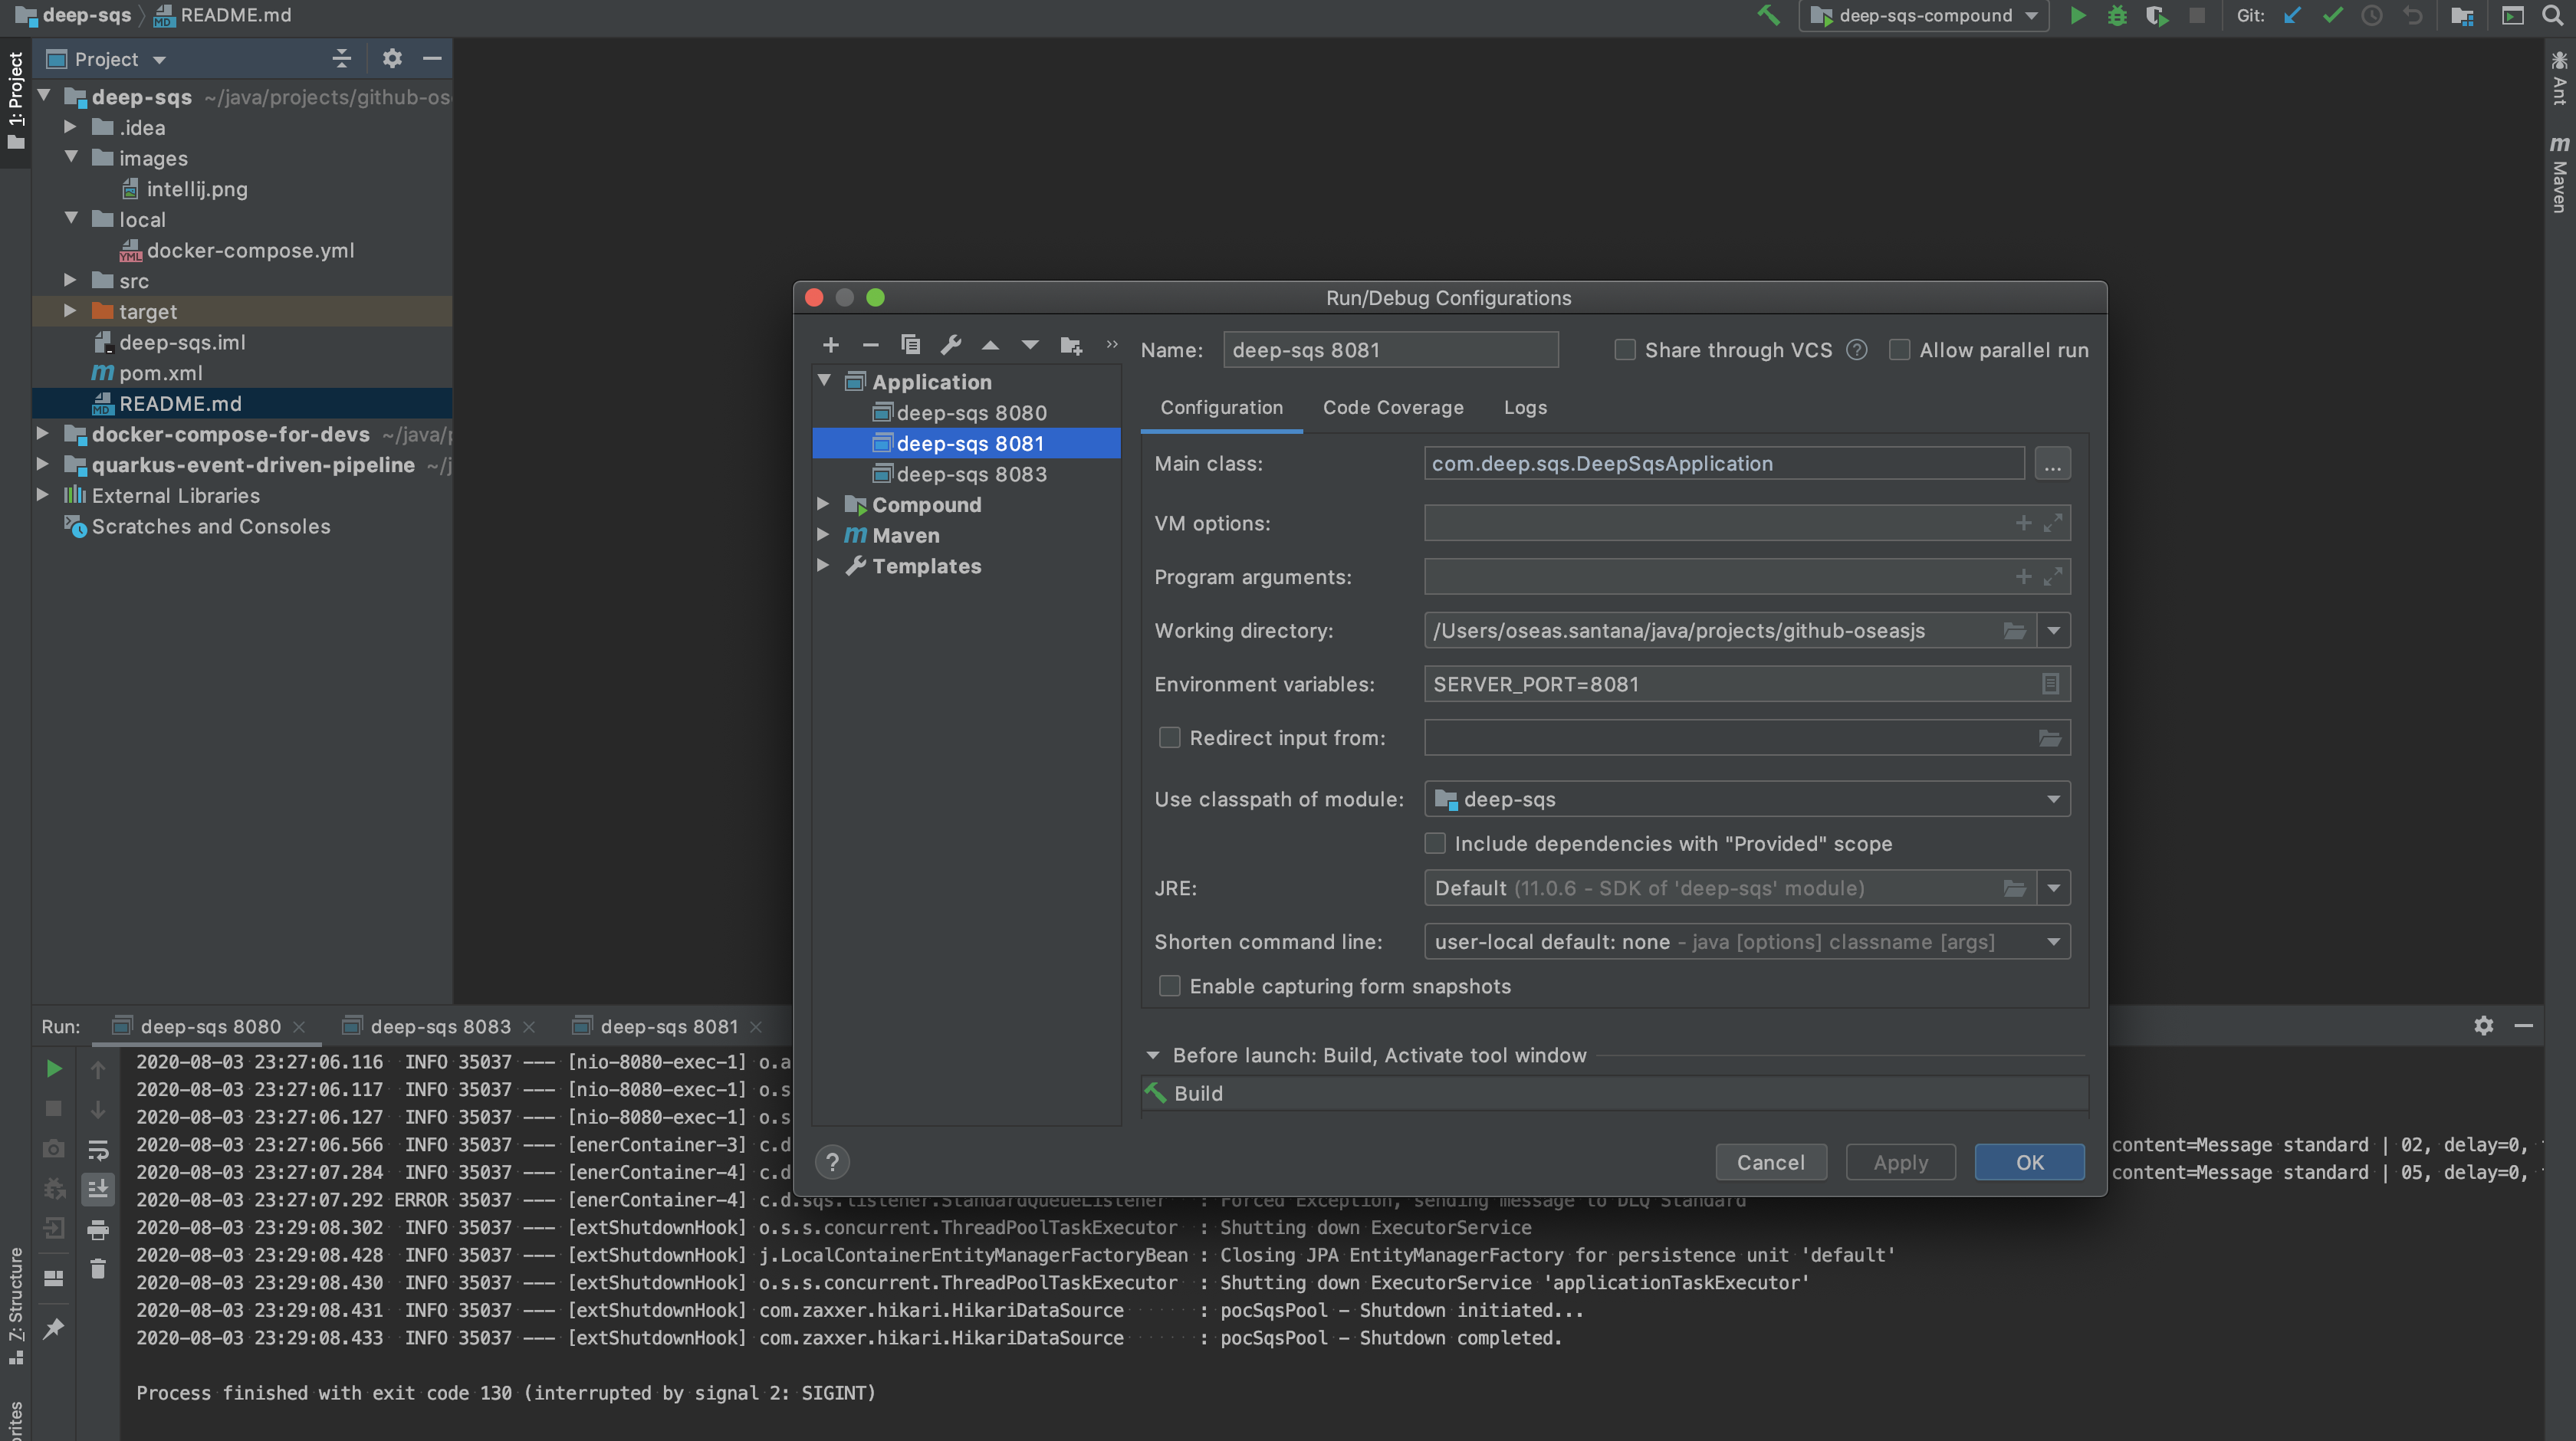 deep-sqs
README.md
deep-sqs-compound
Git:
1: Project
Project
deep-sqs ~/java/projects/github-os
.idea
images
intellij.png
local
docker-compose.yml
src
target
deep-sqs.iml
pom.xml
README.md
docker-compose-for-devs ~/java/
quarkus-event-driven-pipeline ~/j
External Libraries
Scratches and Consoles
Ant
Maven
Run/Debug Configurations
Application
deep-sqs 8080
deep-sqs 8081
deep-sqs 8083
Compound
Maven
Templates
Name: deep-sqs 8081
Share through VCS
Allow parallel run
Configuration Code Coverage Logs
Main class: com.deep.sqs.DeepSqsApplication ...
VM options:
Program arguments:
Working directory: /Users/oseas.santana/java/projects/github-oseasjs
Environment variables: SERVER_PORT=8081
Redirect input from:
Use classpath of module: deep-sqs
Include dependencies with "Provided" scope
JRE: Default (11.0.6 - SDK of 'deep-sqs' module)
Shorten command line: user-local default: none - java [options] classname [args]
Enable capturing form snapshots
Before launch: Build, Activate tool window
Build
? Cancel Apply OK
Run: deep-sqs 8080 deep-sqs 8083 deep-sqs 8081
2020-08-03 23:27:06.116 INFO 35037 --- [nio-8080-exec-1] o.a
2020-08-03 23:27:06.117 INFO 35037 --- [nio-8080-exec-1] o.s
2020-08-03 23:27:06.127 INFO 35037 --- [nio-8080-exec-1] o.s
2020-08-03 23:27:06.566 INFO 35037 --- [enerContainer-3] c.d content=Message standard | 02, delay=0,
2020-08-03 23:27:07.284 INFO 35037 --- [enerContainer-4] c.d content=Message standard | 05, delay=0,
2020-08-03 23:27:07.292 ERROR 35037 --- [enerContainer-4] c.d.sqs.listener.StandardQueueListener : Forced Exception, sending message to DLQ Standard
2020-08-03 23:29:08.302 INFO 35037 --- [extShutdownHook] o.s.s.concurrent.ThreadPoolTaskExecutor : Shutting down ExecutorService
2020-08-03 23:29:08.428 INFO 35037 --- [extShutdownHook] j.LocalContainerEntityManagerFactoryBean : Closing JPA EntityManagerFactory for persistence unit 'default'
2020-08-03 23:29:08.430 INFO 35037 --- [extShutdownHook] o.s.s.concurrent.ThreadPoolTaskExecutor : Shutting down ExecutorService 'applicationTaskExecutor'
2020-08-03 23:29:08.431 INFO 35037 --- [extShutdownHook] com.zaxxer.hikari.HikariDataSource : pocSqsPool - Shutdown initiated...
2020-08-03 23:29:08.433 INFO 35037 --- [extShutdownHook] com.zaxxer.hikari.HikariDataSource : pocSqsPool - Shutdown completed.
Process finished with exit code 130 (interrupted by signal 2: SIGINT)
7: Structure
orites